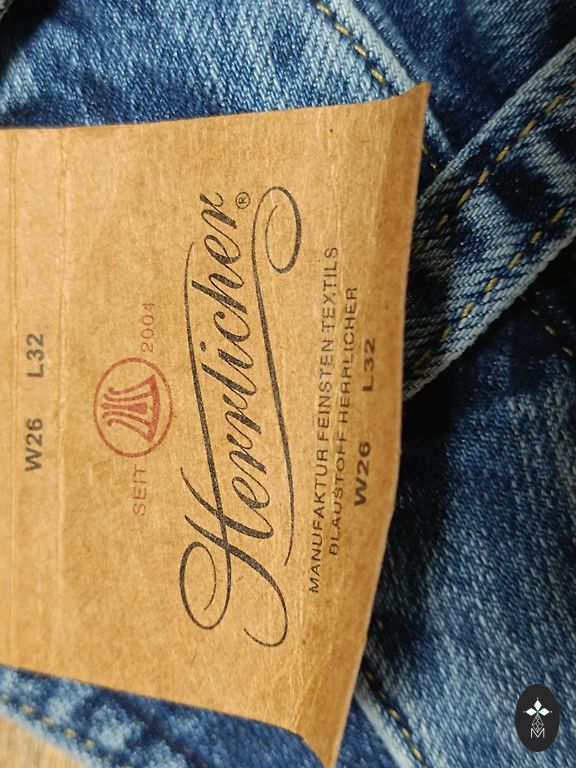 W26 L32
SEIT 2004
Herrlicher®
MANUFAKTUR FEINSTEN TEXTILS
BLAUSTOFF HERRLICHER
W26 L32
M